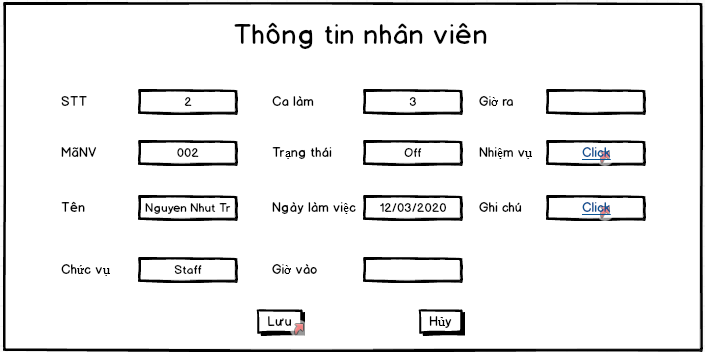 Thông tin nhân viên
STT 2 Ca làm 3 Giờ ra
MãNV 002 Trạng thái Off Nhiệm vụ Click
Tên Nguyen Nhut Tr Ngày làm việc 12/03/2020 Ghi chú Click
Chức vụ Staff Giờ vào
Lưu Hủy